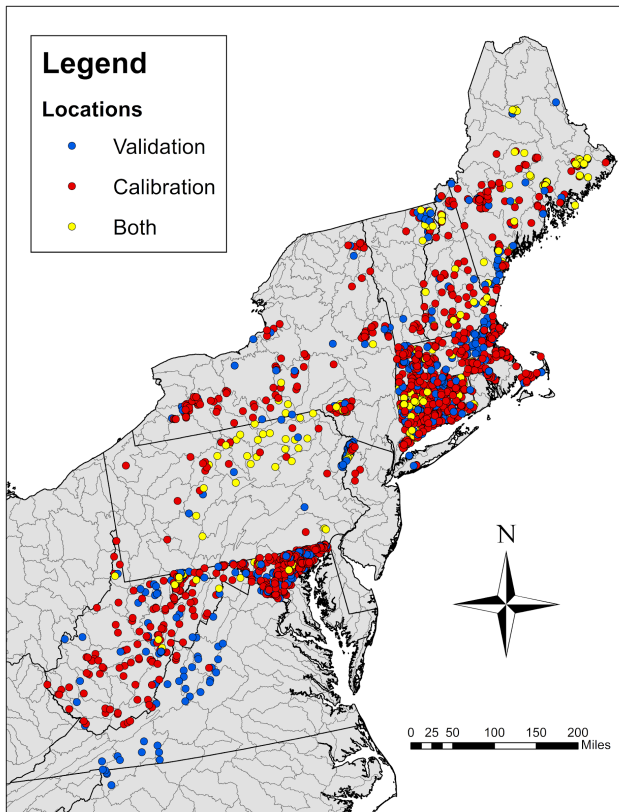 Legend
Locations
Validation
Calibration
Both
N
0 25 50 100 150 200
Miles